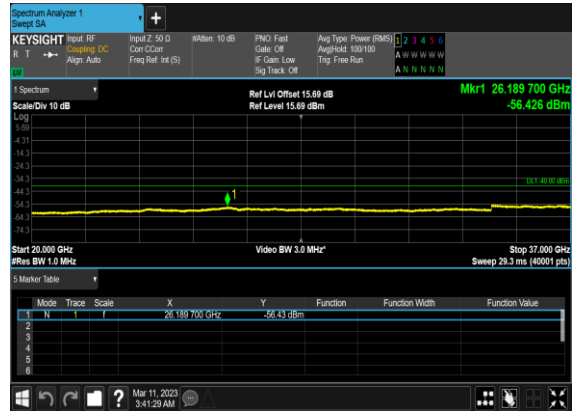 Spectrum Analyzer 1
Swept SA
+
KEYSIGHT Input: RF Input Z: 50 Ω #Atten: 10 dB PNO: Fast Avg Type: Power (RMS) 1 2 3 4 5 6
R T Coupling: DC Corr CCorr Gate: Off Avg|Hold: 100/100 A W W W W W
Align: Auto Freq Ref: Int (S) IF Gain: Low Trig: Free Run
Sig Track: Off A N N N N N
1 Spectrum Ref Lvl Offset 15.69 dB Mkr1 26.189 700 GHz
Scale/Div 10 dB Ref Level 15.69 dBm -56.426 dBm
Log
5.69
-4.31
-14.3
-24.3
-34.3
DL1 -40.00 dBm
-44.3
1
-54.3
-64.3
-74.3
Start 20.000 GHz Video BW 3.0 MHz* Stop 37.000 GHz
#Res BW 1.0 MHz Sweep 29.3 ms (40001 pts)
5 Marker Table
Mode Trace Scale X Y Function Function Width Function Value
1 N 1 f 26.189 700 GHz -56.43 dBm
2
3
4
5
6
? Mar 11, 2023
3:41:29 AM